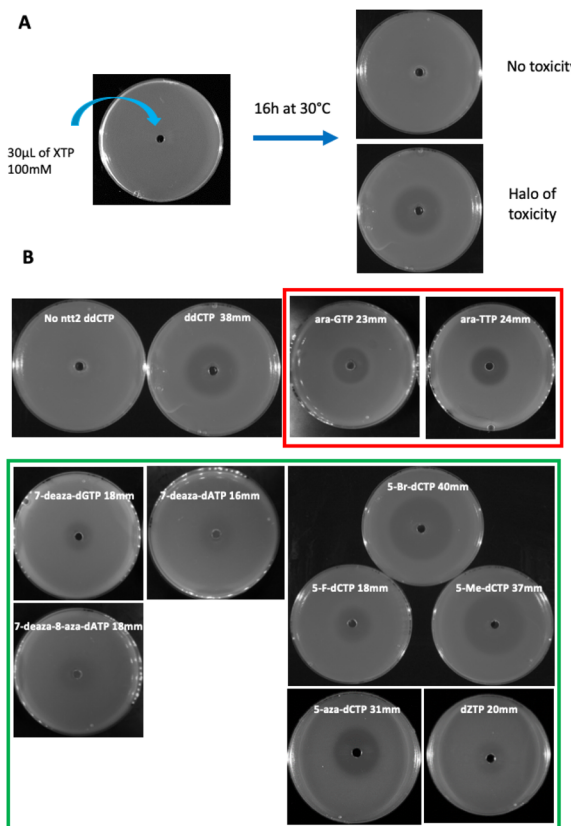 A
30µL of XTP
100mM
16h at 30°C
No toxicit
Halo of
toxicity
B
No ntt2 ddCTP
ddCTP 38mm
ara-GTP 23mm
ara-TTP 24mm
7-deaza-dGTP 18mm
7-deaza-dATP 16mm
5-Br-dCTP 40mm
5-F-dCTP 18mm
5-Me-dCTP 37mm
7-deaza-8-aza-dATP 18mm
5-aza-dCTP 31mm
dZTP 20mm